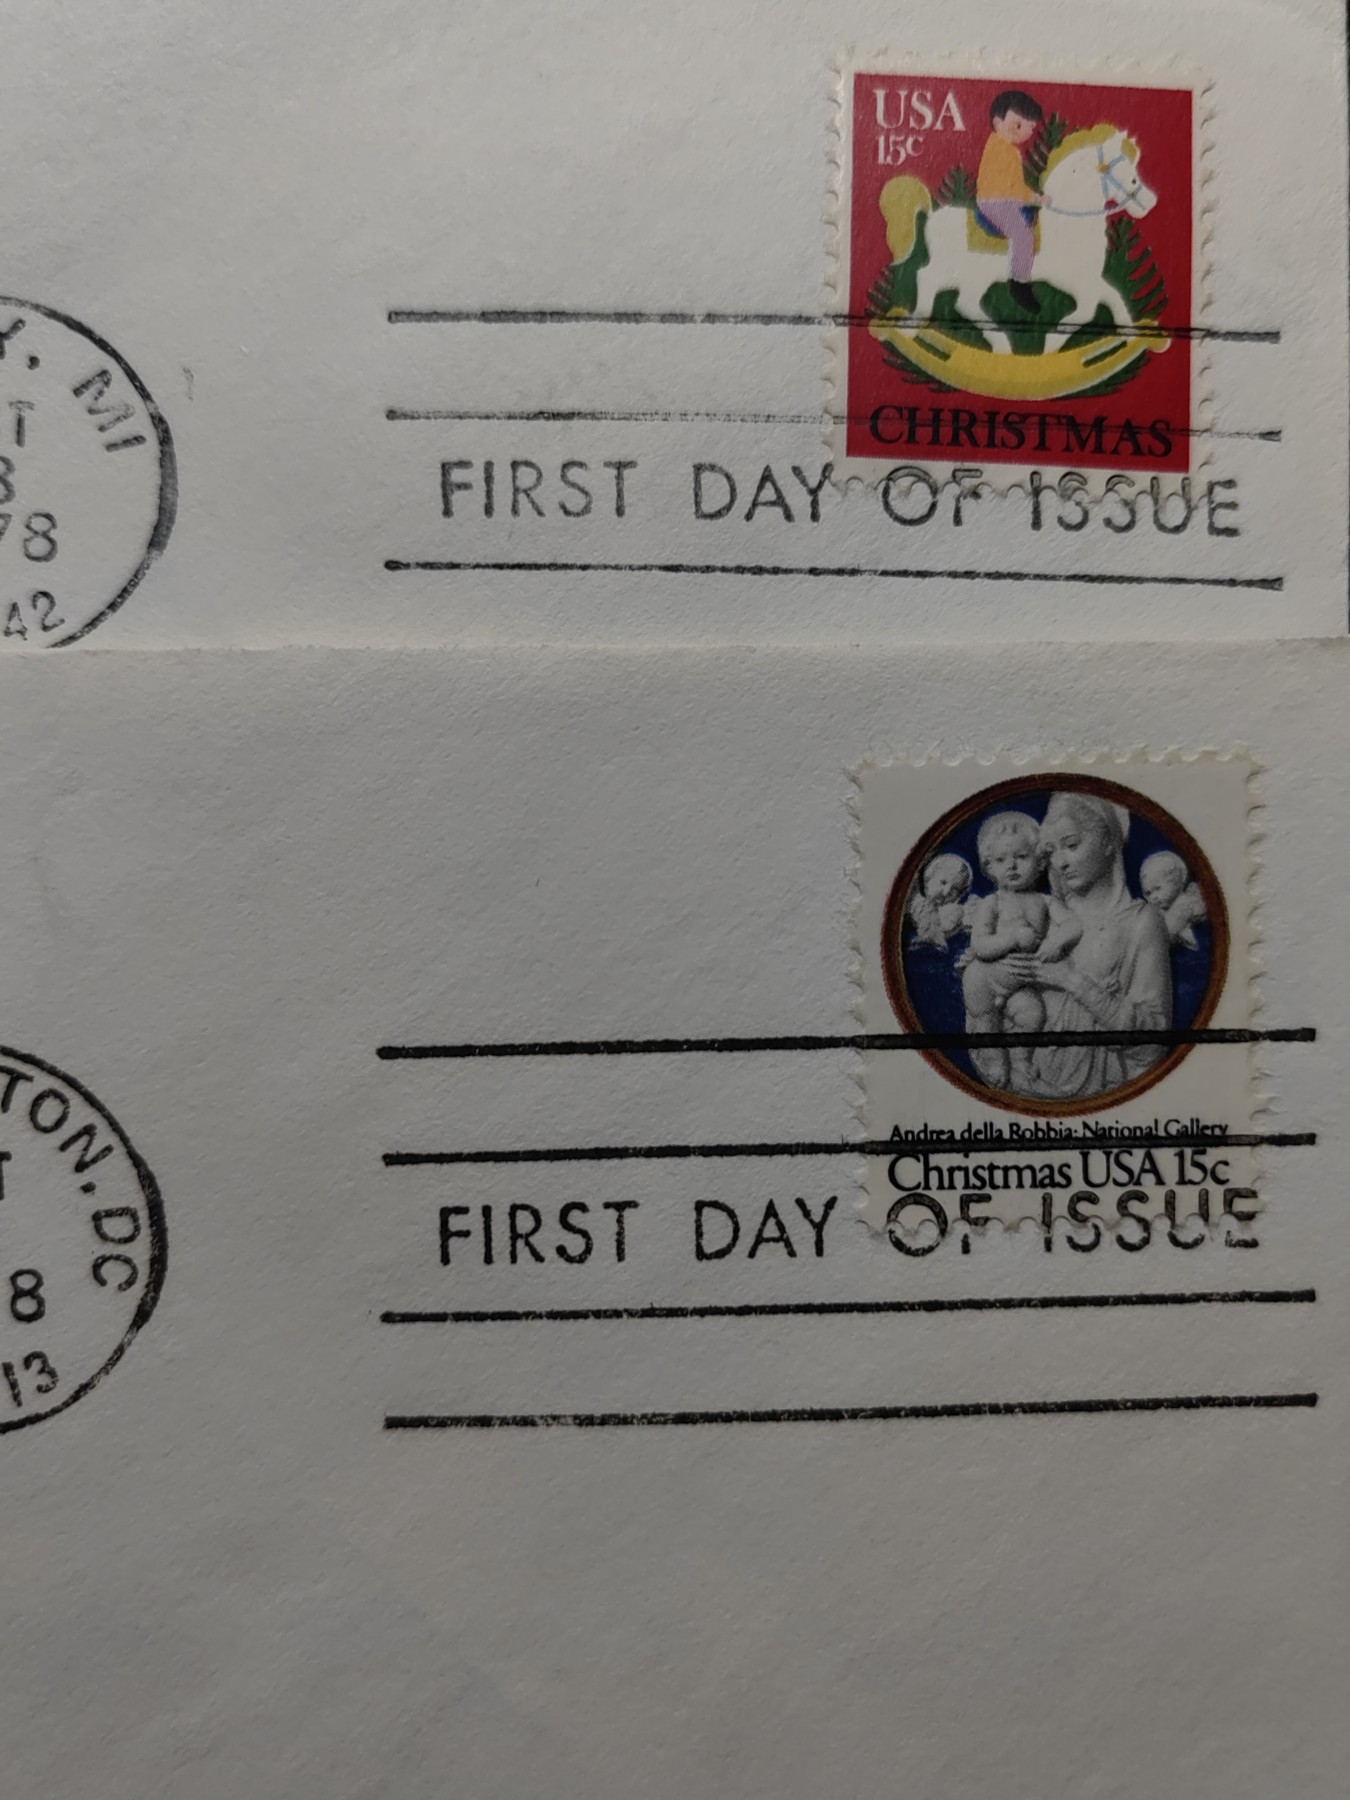 USA
15c
CHRISTMAS
, MI
T
78
42
FIRST DAY OF ISSUE
Andrea della Robbia: National Gallery
Christmas USA 15c
TON, DC
T
8
13
FIRST DAY OF ISSUE